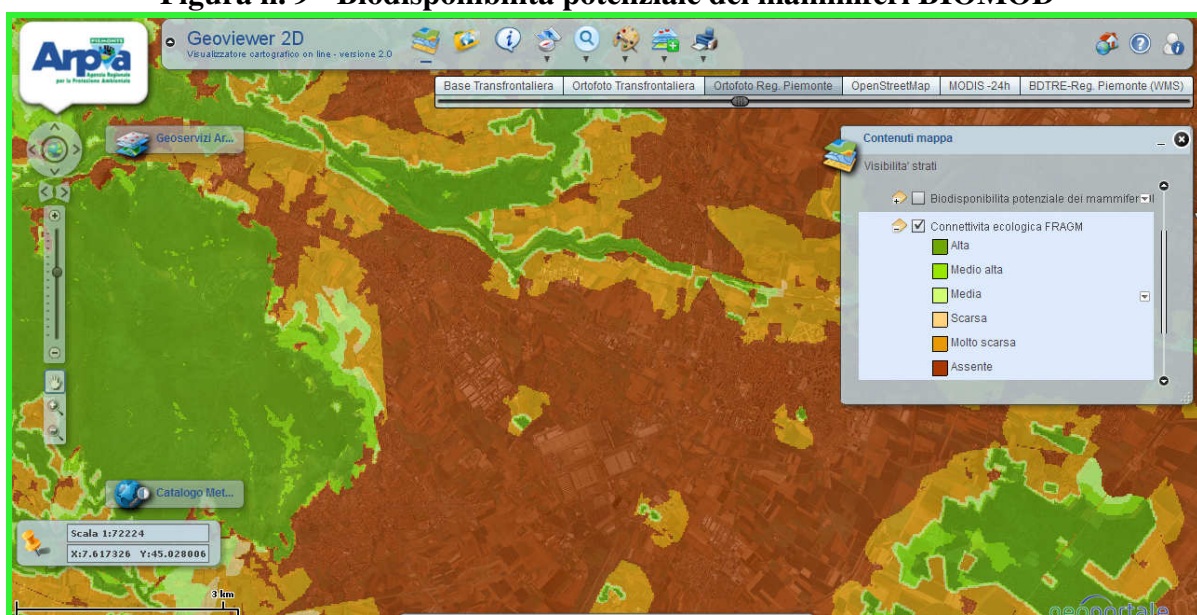 Figura n. 9 - Biodisponibilità potenziale dei mammiferi BIOMOD
PIEMONTE
Arpa
Agenzia Regionale
per la Protezione Ambientale
Geoviewer 2D
Visualizzatore cartografico on line - versione 2.0
Base Transfrontaliera
Ortofoto Transfrontaliera
Ortofoto Reg. Piemonte
OpenStreetMap
MODIS -24h
BDTRE-Reg. Piemonte (WMS)
Geoservizi Ar...
Contenuti mappa
Visibilita' strati
Biodisponibilita potenziale dei mammiferi
Connettivita ecologica FRAGM
Alta
Medio alta
Media
Scarsa
Molto scarsa
Assente
Catalogo Met...
Scala 1:72224
X:7.617326 Y:45.028006
3 km
geoportale